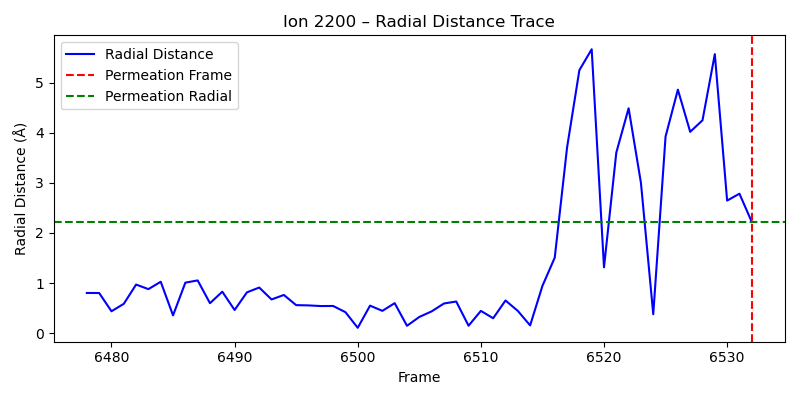 Ion 2200 – Radial Distance Trace
Radial Distance
Permeation Frame
Permeation Radial
Radial Distance (Å)
5
4
3
2
1
0
6480
6490
6500
6510
6520
6530
Frame